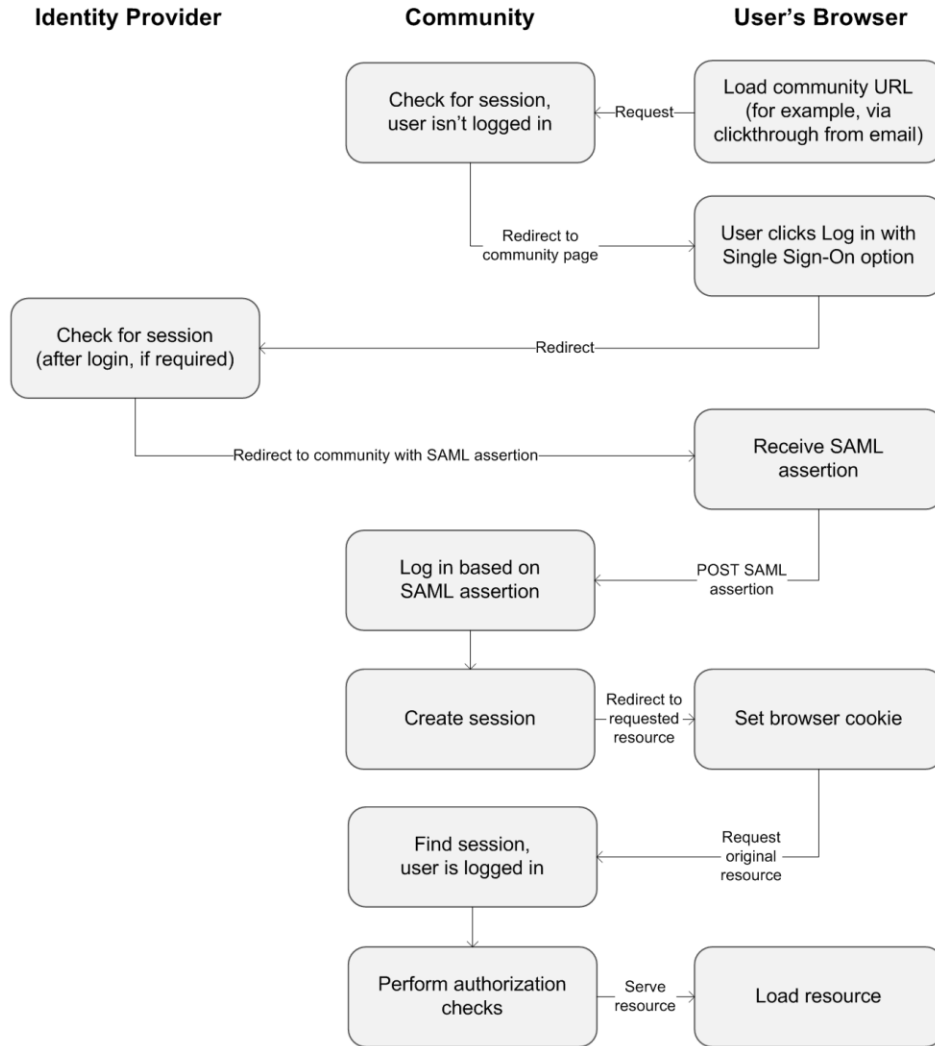 Identity Provider
Community
User's Browser
Load community URL
(for example, via
clickthrough from email)
Request
Check for session,
user isn't logged in
Redirect to
community page
User clicks Log in with
Single Sign-On option
Redirect
Check for session
(after login, if required)
Redirect to community with SAML assertion
Receive SAML
assertion
POST SAML
assertion
Log in based on
SAML assertion
Create session
Redirect to
requested
resource
Set browser cookie
Request
original
resource
Find session,
user is logged in
Perform authorization
checks
Serve
resource
Load resource